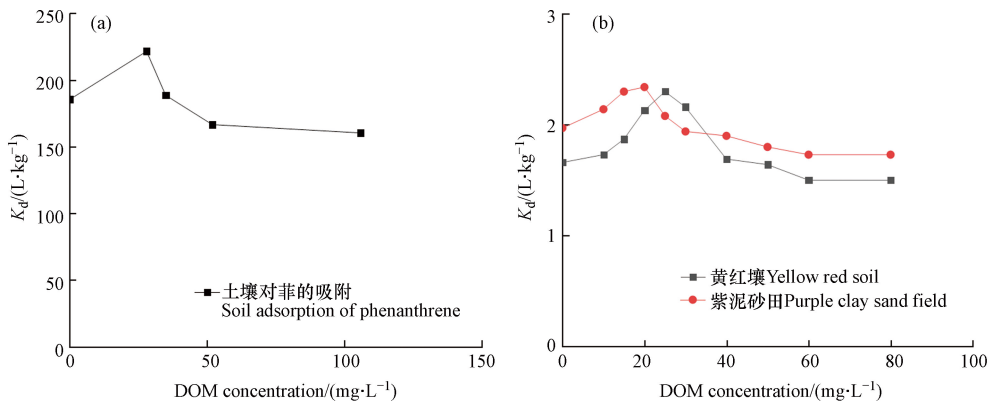 (a)
250
200
150
100
50
0
Kd/(L·kg−1)
土壤对菲的吸附
Soil adsorption of phenanthrene
0 50 100 150
DOM concentration/(mg·L−1)
(b)
3
2
1
0
Kd/(L·kg−1)
黄红壤Yellow red soil
紫泥砂田Purple clay sand field
0 20 40 60 80 100
DOM concentration/(mg·L−1)